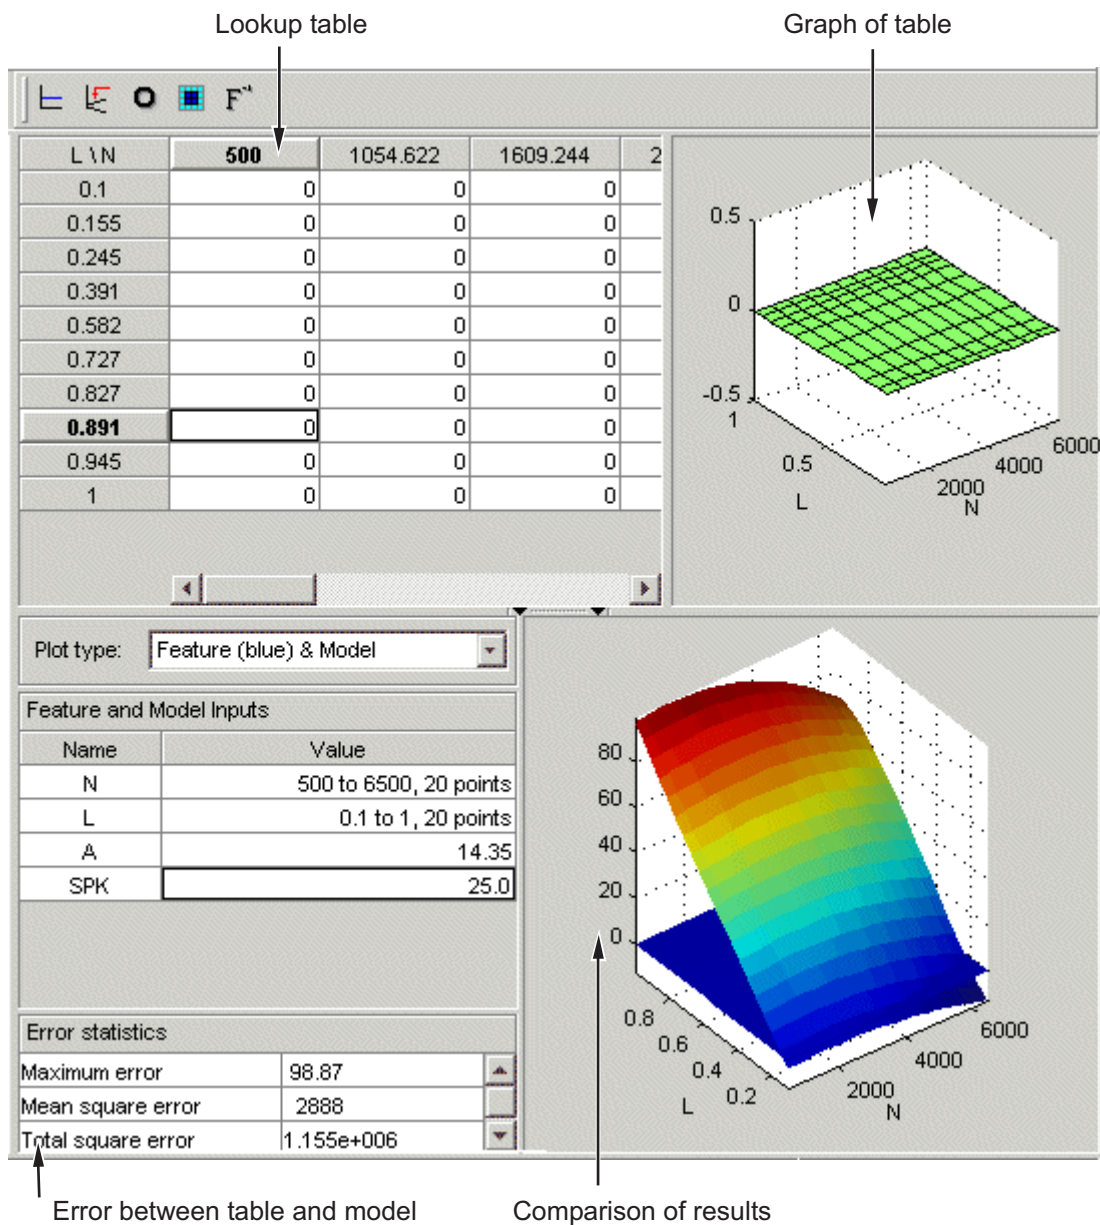 Lookup table
Graph of table
F⁻¹
L \ N 500 1054.622 1609.244 2
0.1 0 0 0
0.155 0 0 0
0.245 0 0 0
0.391 0 0 0
0.582 0 0 0
0.727 0 0 0
0.827 0 0 0
0.891 0 0 0
0.945 0 0 0
1 0 0 0
0.5
0
-0.5
1
0.5
L
2000
4000
6000
N
Plot type: Feature (blue) & Model
Feature and Model Inputs
Name Value
N 500 to 6500, 20 points
L 0.1 to 1, 20 points
A 14.35
SPK 25.0
Error statistics
Maximum error 98.87
Mean square error 2888
Total square error 1.155e+006
80
60
40
20
0
0.8
0.6
0.4
0.2
L
2000
4000
6000
N
Error between table and model
Comparison of results